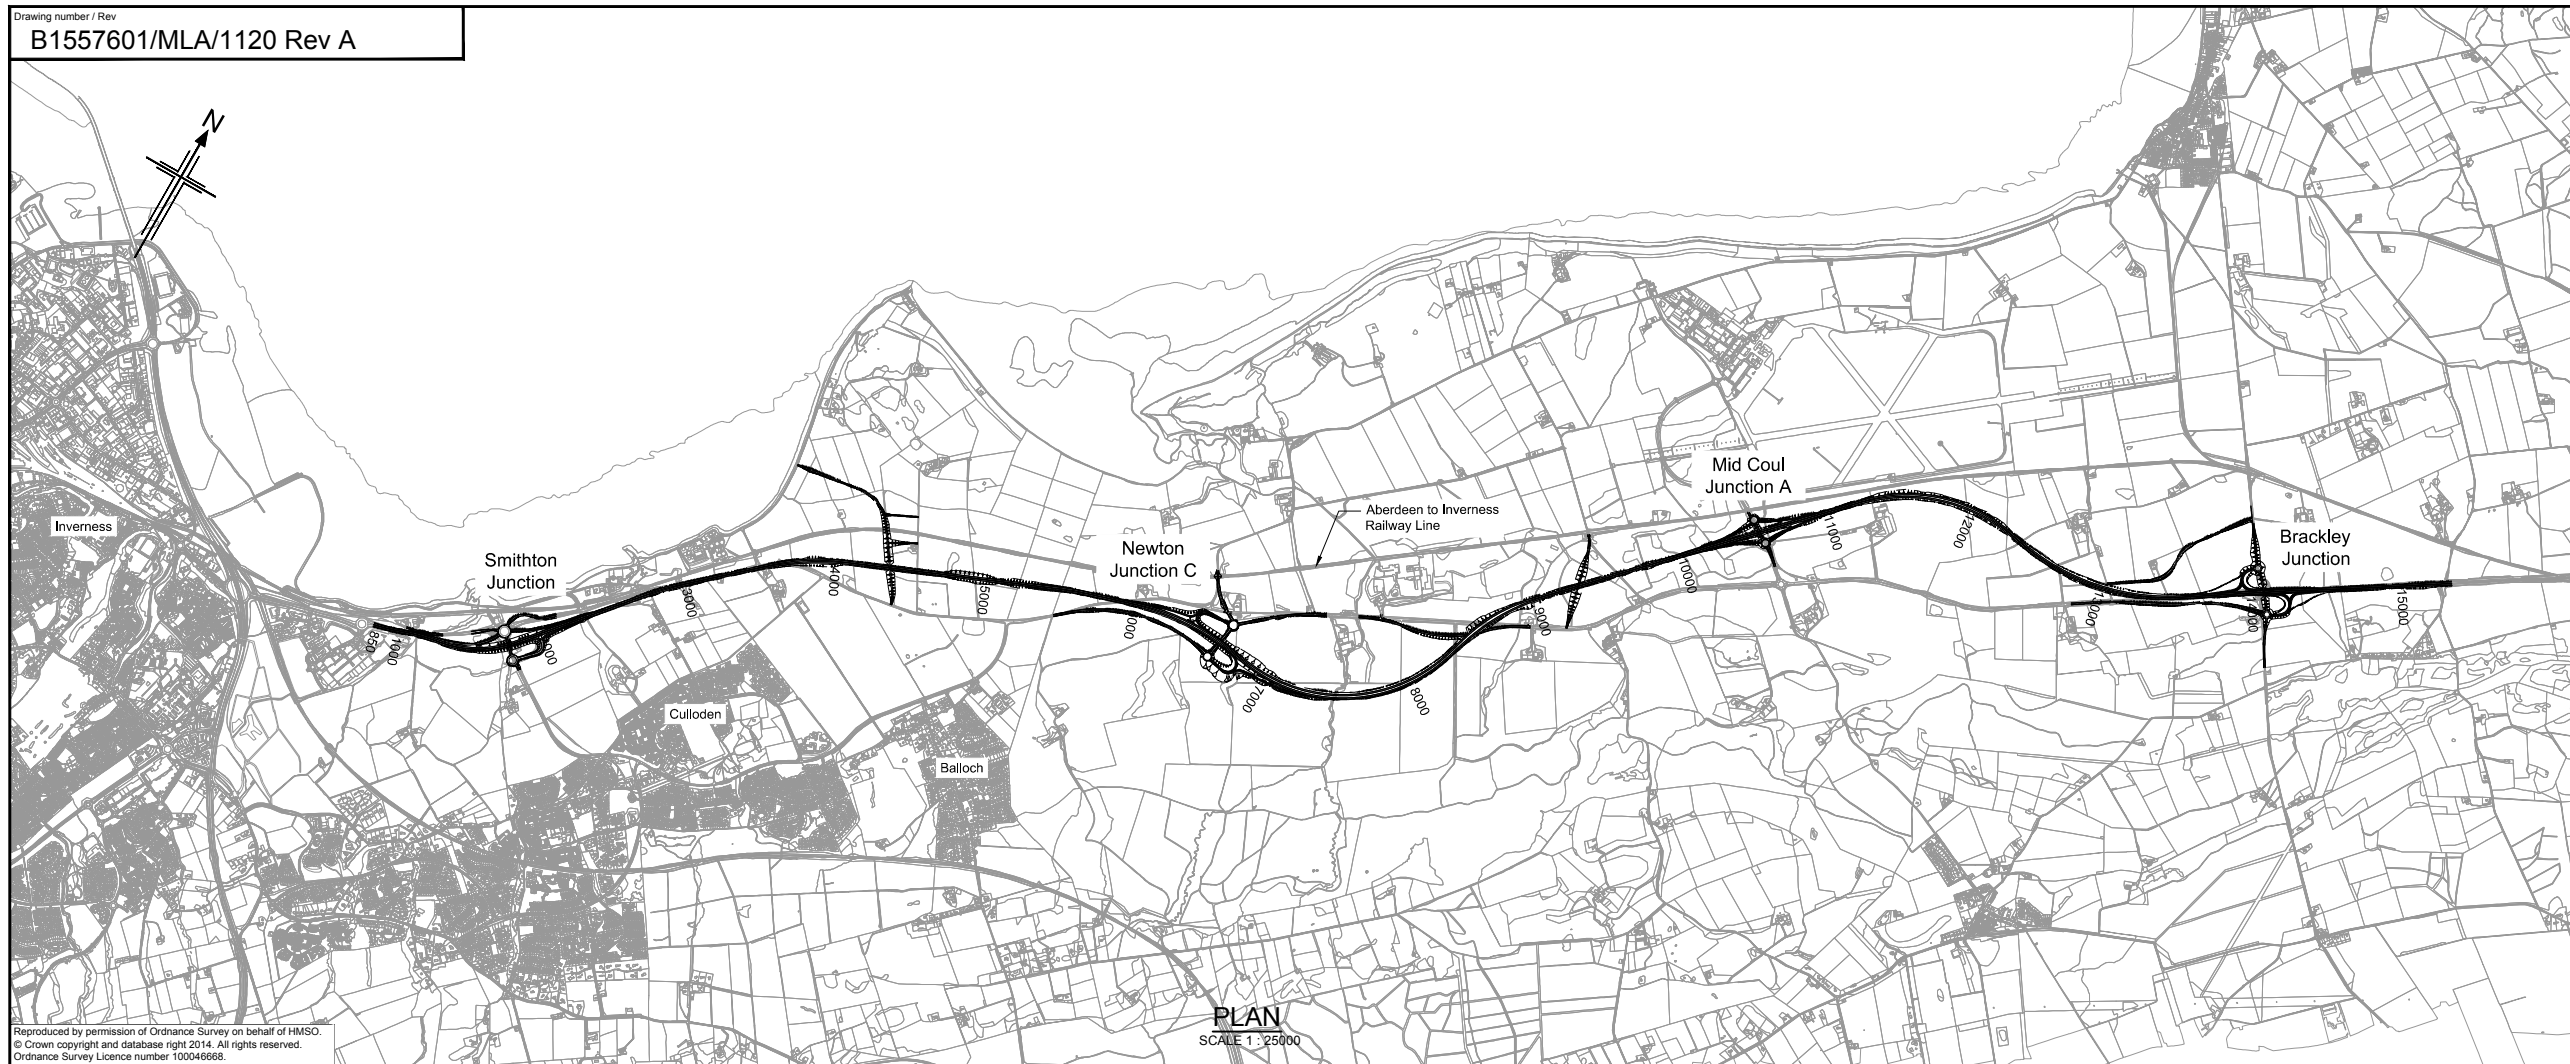 Drawing number / Rev
B1557601/MLA/1120 Rev A
N
Inverness
Smithton
Junction
Culloden
Balloch
Newton
Junction C
Aberdeen to Inverness
Railway Line
Mid Coul
Junction A
Brackley
Junction
850
1000
3000
4000
5000
7000
8000
9000
10000
11000
12000
13000
14000
15000
PLAN
SCALE 1 : 25000
Reproduced by permission of Ordnance Survey on behalf of HMSO.
© Crown copyright and database right 2014. All rights reserved.
Ordnance Survey Licence number 100046668.